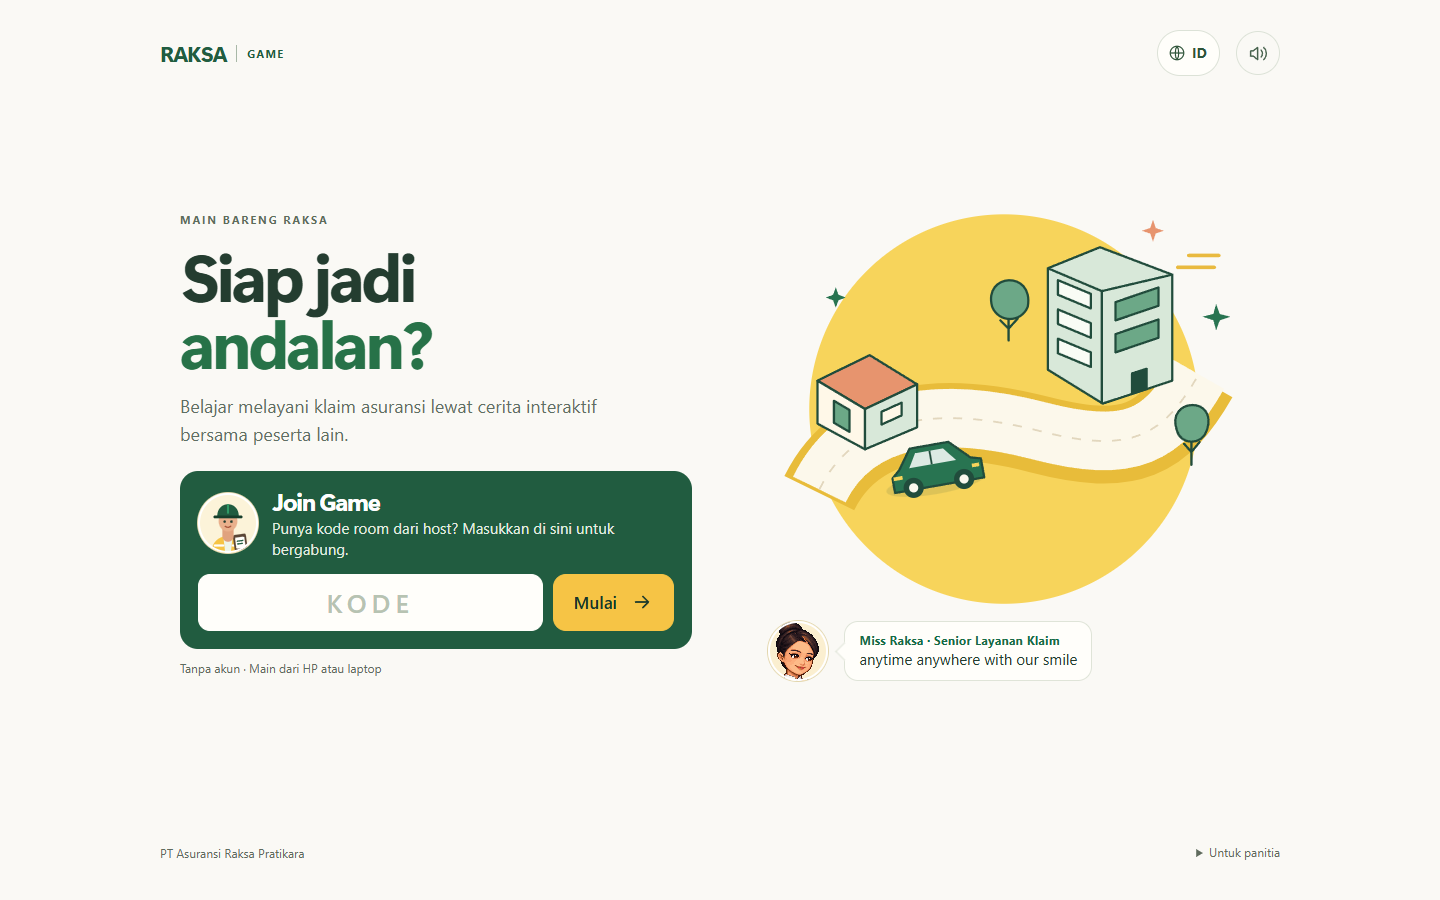 RAKSA GAME
ID
MAIN BARENG RAKSA
Siap jadi
andalan?
Belajar melayani klaim asuransi lewat cerita interaktif
bersama peserta lain.
Join Game
Punya kode room dari host? Masukkan di sini untuk
bergabung.
KODE
Mulai →
Tanpa akun · Main dari HP atau laptop
Miss Raksa · Senior Layanan Klaim
anytime anywhere with our smile
PT Asuransi Raksa Pratikara
▶ Untuk panitia